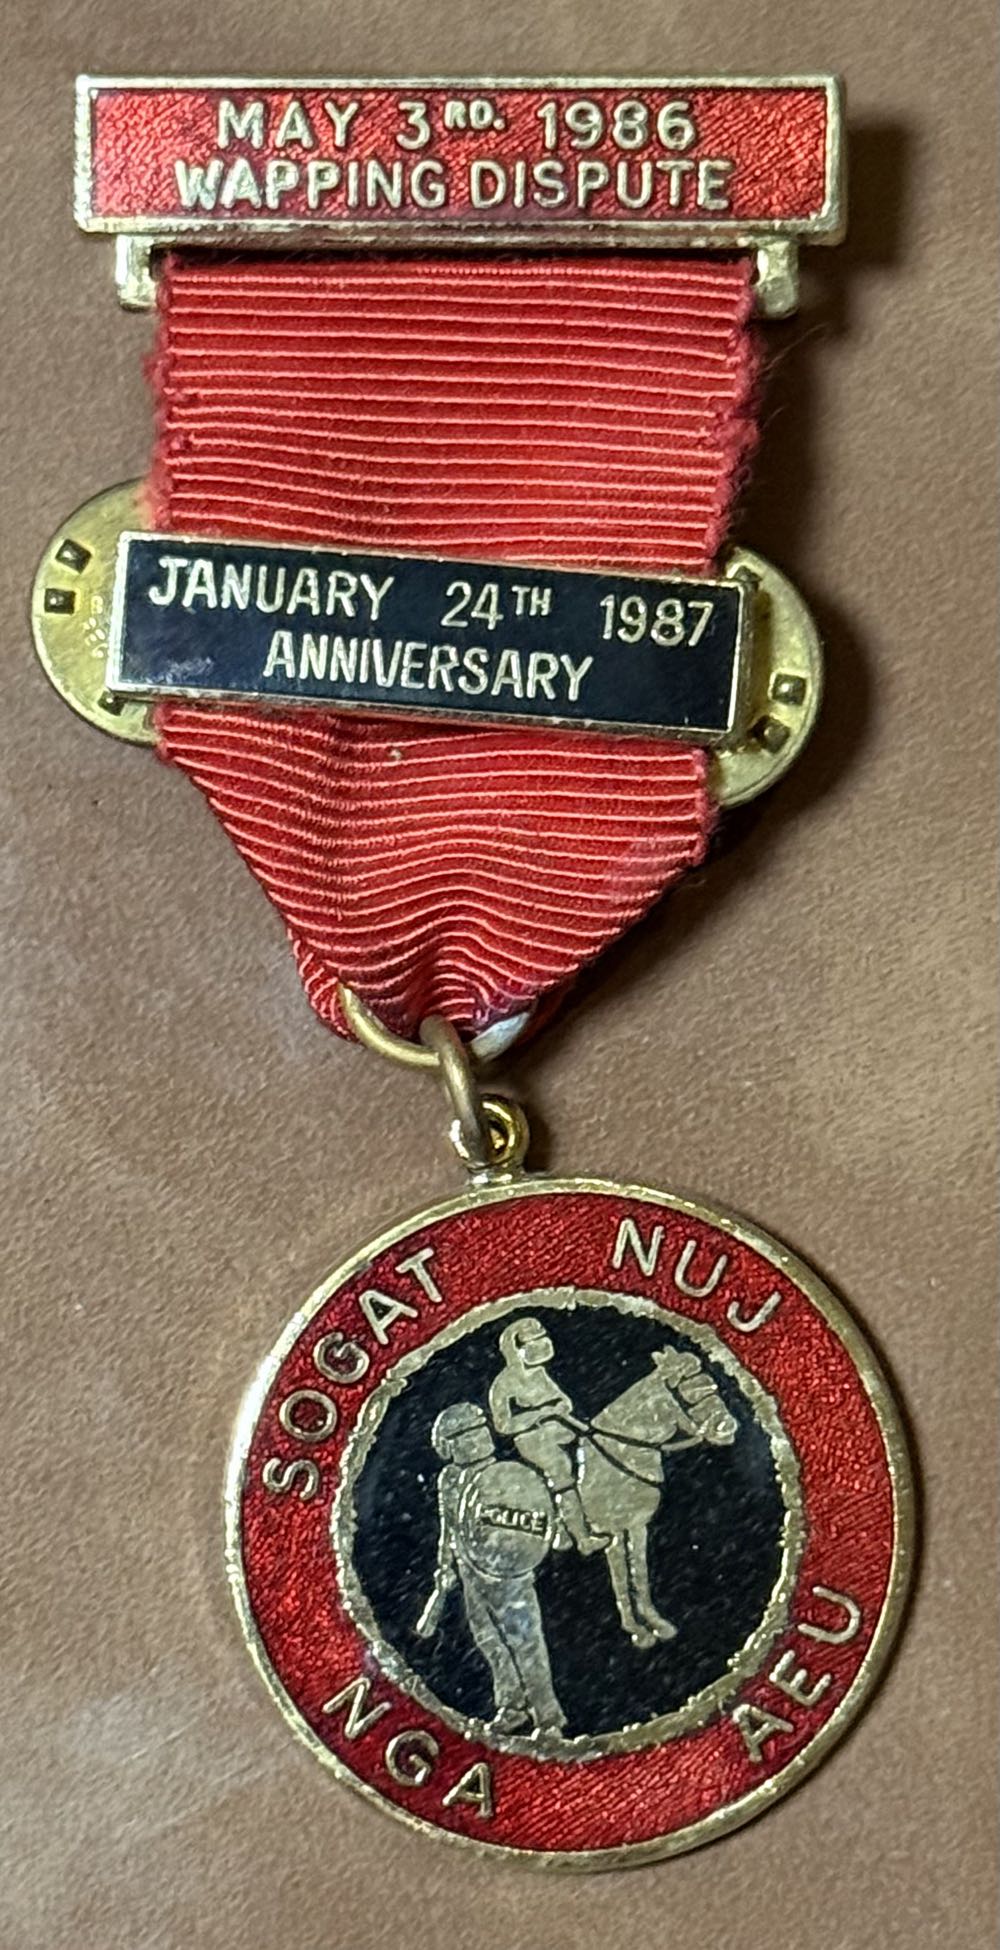 MAY 3RD. 1986
WAPPING DISPUTE
JANUARY 24TH 1987
ANNIVERSARY
SOGAT
NUJ
POLICE
NGA
AEU